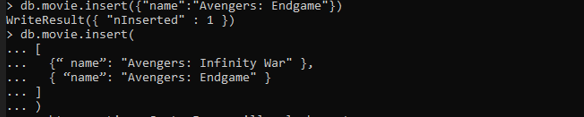 > db.movie.insert({"name":"Avengers: Endgame"})
WriteResult({ "nInserted" : 1 })
> db.movie.insert(
... [
...   {“ name”: "Avengers: Infinity War" },
...   { “name”: "Avengers: Endgame" }
... ]
... )